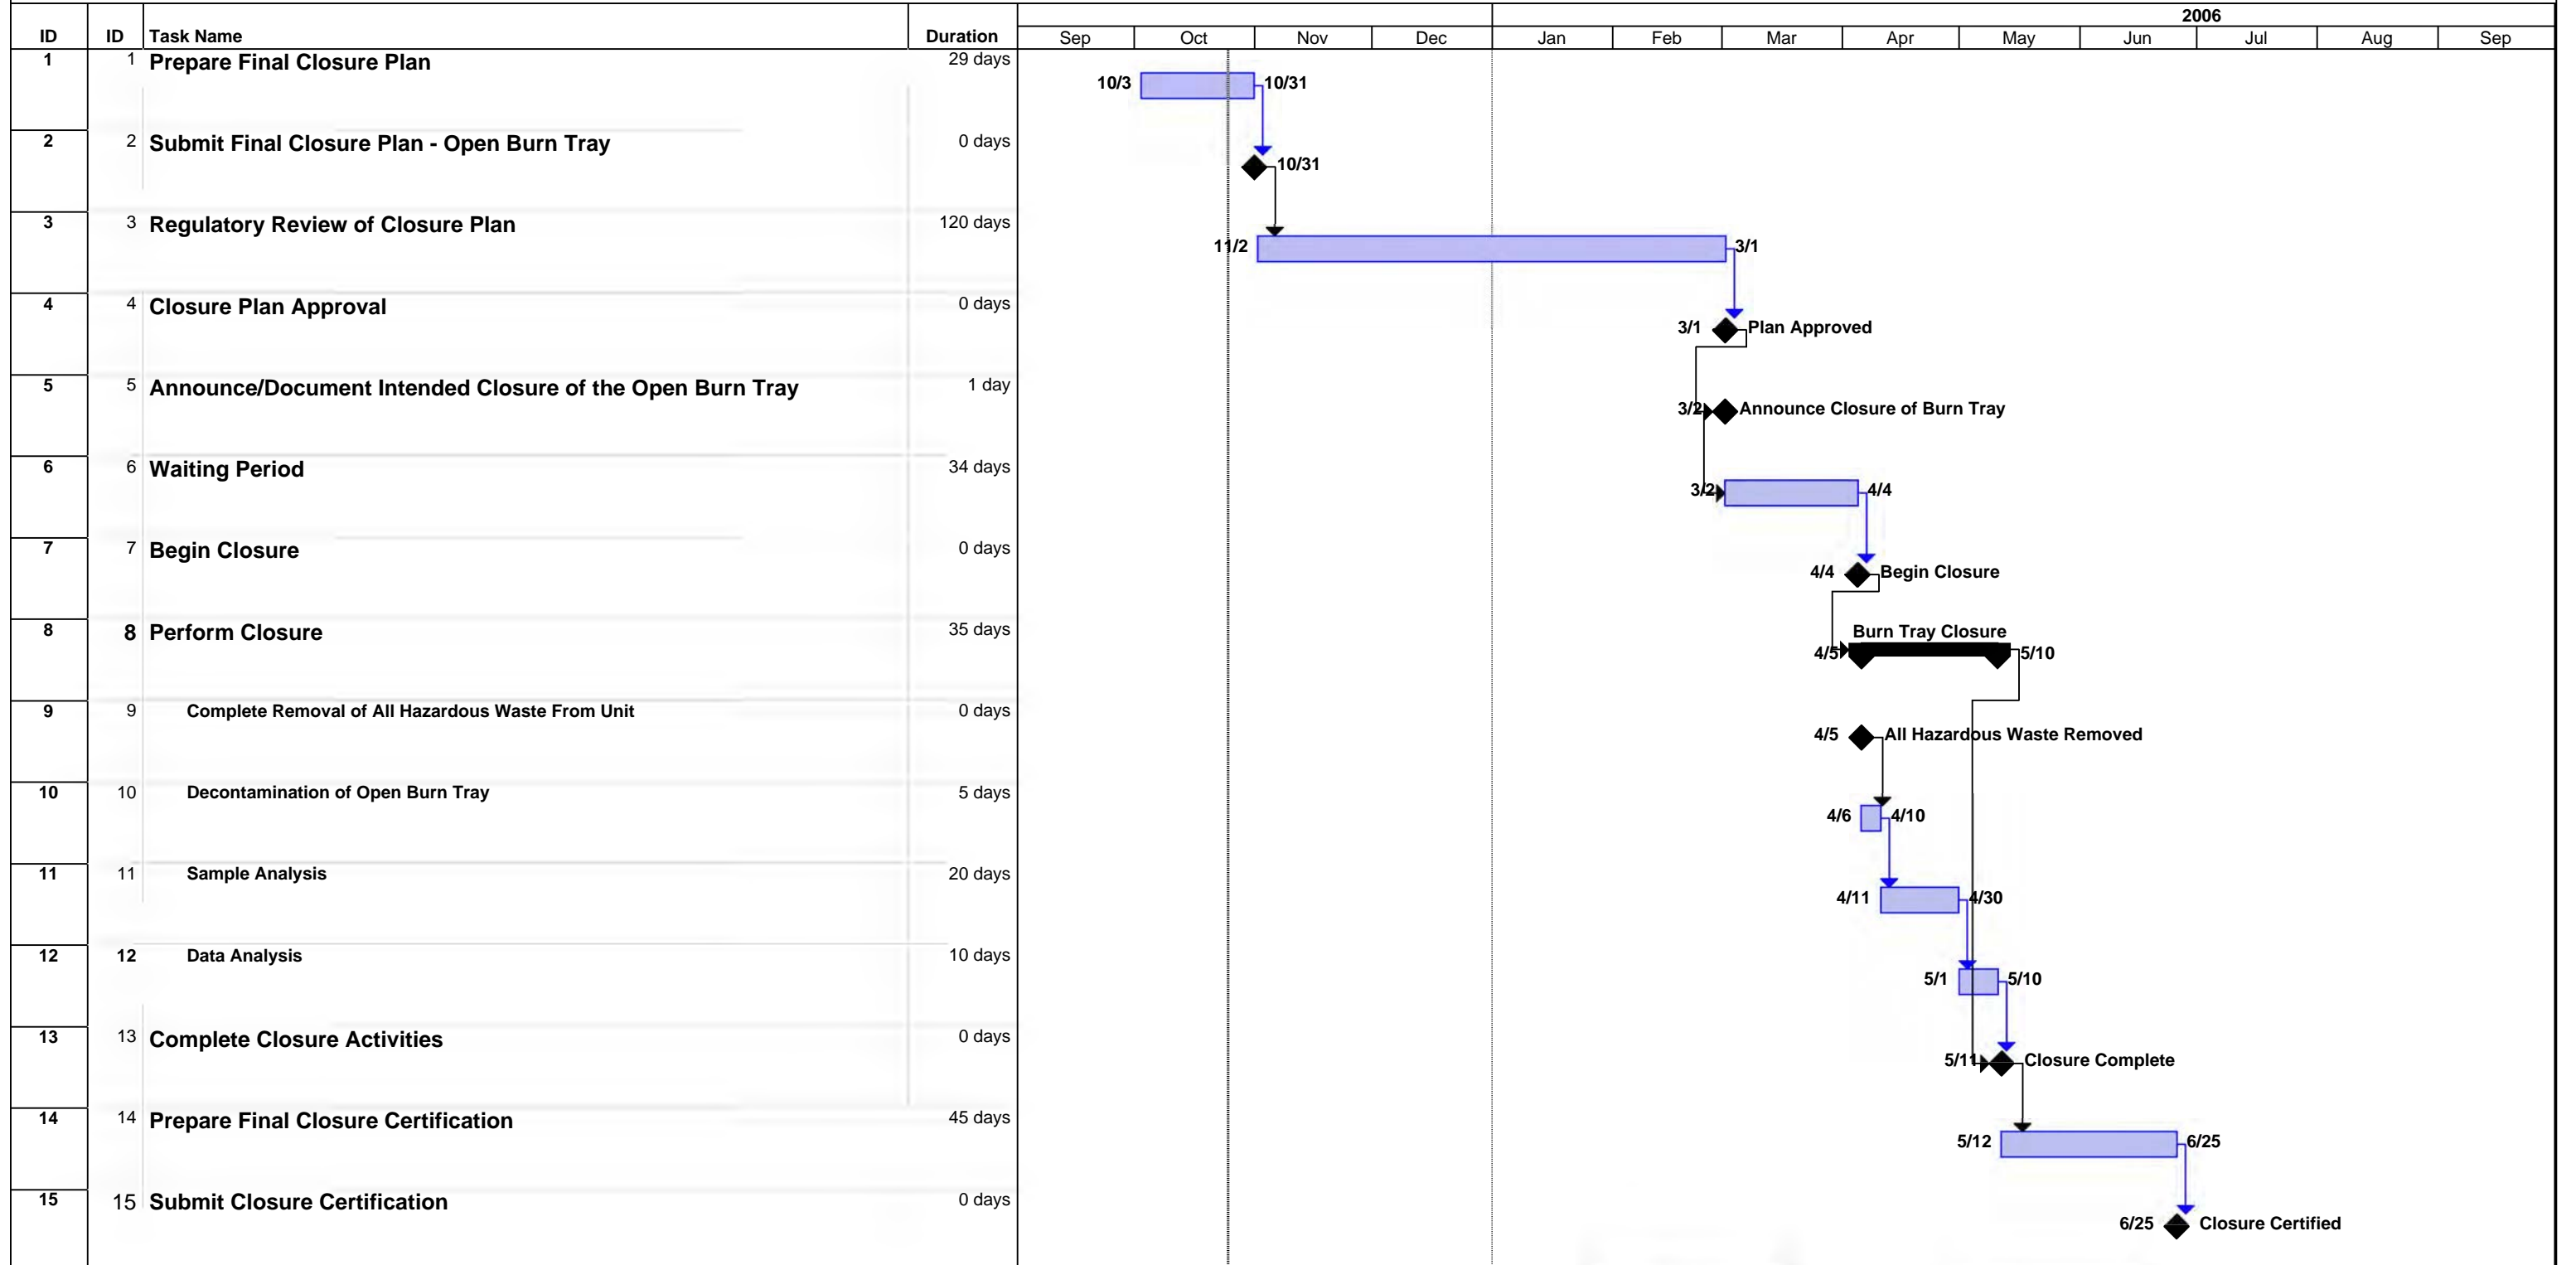 2006
ID ID Task Name Duration Sep Oct Nov Dec Jan Feb Mar Apr May Jun Jul Aug Sep
1 1 Prepare Final Closure Plan 29 days
10/3 10/31
2 2 Submit Final Closure Plan - Open Burn Tray 0 days
10/31
3 3 Regulatory Review of Closure Plan 120 days
11/2 3/1
4 4 Closure Plan Approval 0 days
3/1 Plan Approved
5 5 Announce/Document Intended Closure of the Open Burn Tray 1 day
3/2 Announce Closure of Burn Tray
6 6 Waiting Period 34 days
3/2 4/4
7 7 Begin Closure 0 days
4/4 Begin Closure
8 8 Perform Closure 35 days
Burn Tray Closure
4/5 5/10
9 9 Complete Removal of All Hazardous Waste From Unit 0 days
4/5 All Hazardous Waste Removed
10 10 Decontamination of Open Burn Tray 5 days
4/6 4/10
11 11 Sample Analysis 20 days
4/11 4/30
12 12 Data Analysis 10 days
5/1 5/10
13 13 Complete Closure Activities 0 days
5/11 Closure Complete
14 14 Prepare Final Closure Certification 45 days
5/12 6/25
15 15 Submit Closure Certification 0 days
6/25 Closure Certified